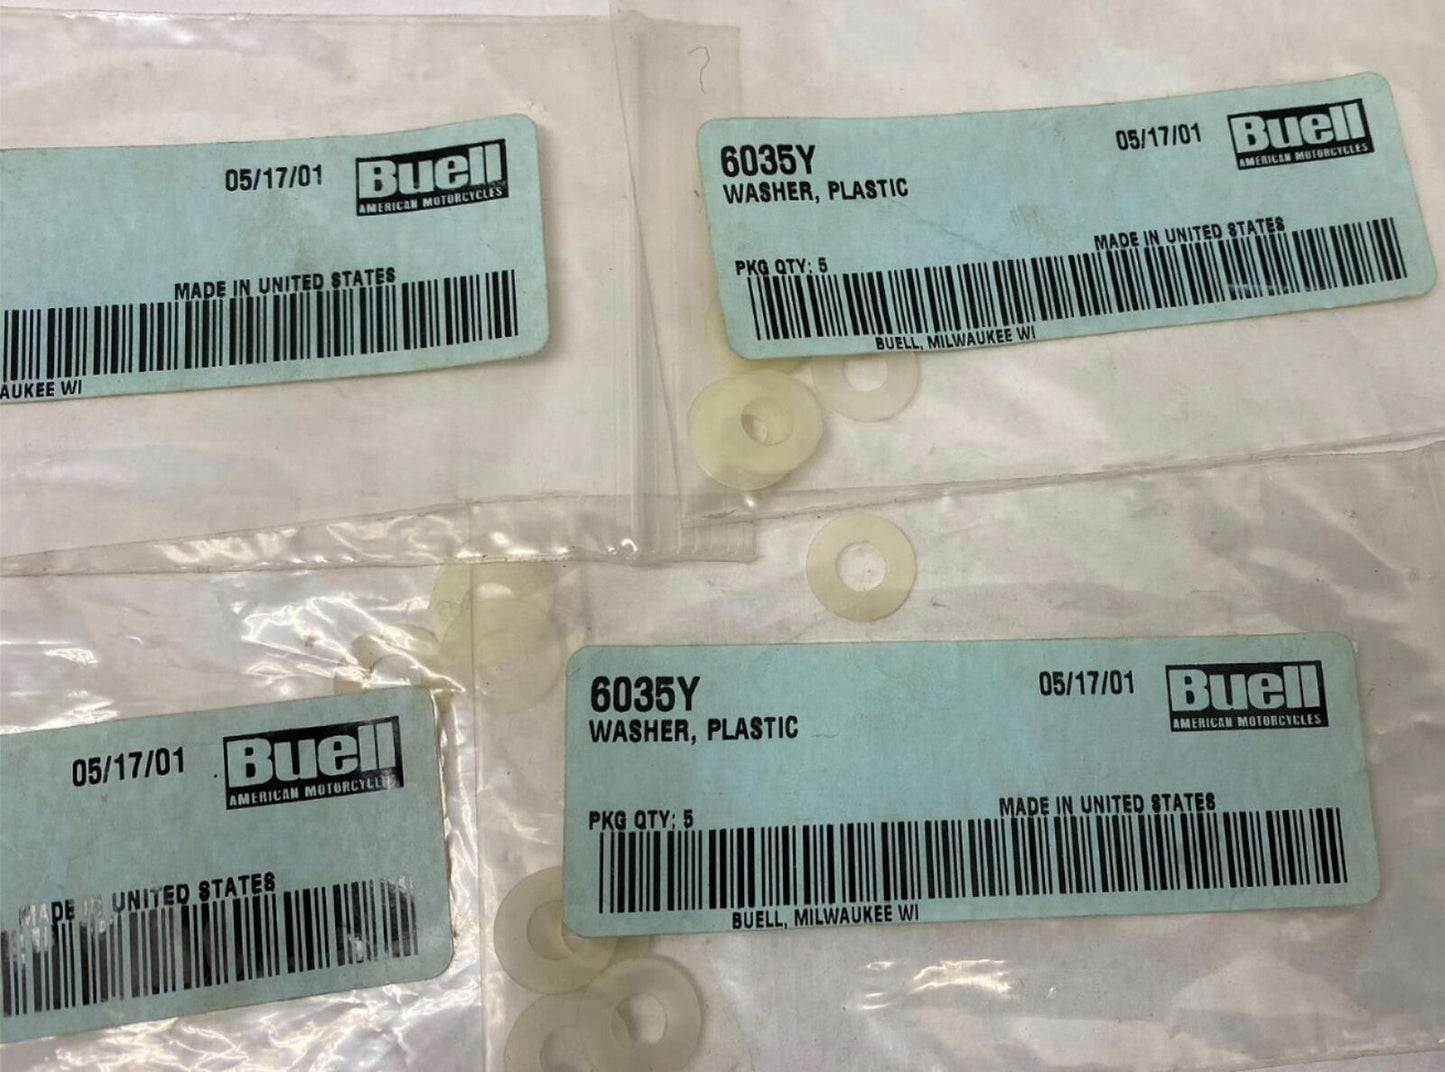 05/17/01
Buell
AMERICAN MOTORCYCLES
MADE IN UNITED STATES
AUKEE WI
6035Y
WASHER, PLASTIC
05/17/01
Buell
AMERICAN MOTORCYCLES
MADE IN UNITED STATES
PKG QTY: 5
BUELL, MILWAUKEE WI
05/17/01
Buell
AMERICAN MOTORCYCLES
MADE IN UNITED STATES
6035Y
WASHER, PLASTIC
05/17/01
Buell
AMERICAN MOTORCYCLES
MADE IN UNITED STATES
PKG QTY: 5
BUELL, MILWAUKEE WI